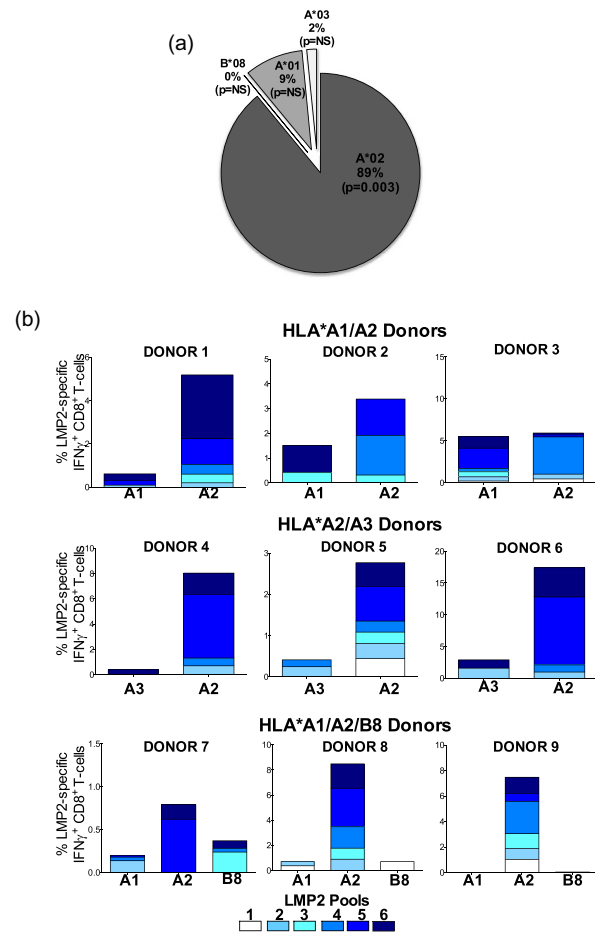 (a)
A*03
2%
(p=NS)
B*08
0%
(p=NS)
A*01
9%
(p=NS)
A*02
89%
(p=0.003)
(b)
HLA*A1/A2 Donors
DONOR 1
DONOR 2
DONOR 3
% LMP2-specific
IFNγ+ CD8+ T-cells
6
4
2
0
A1 A2
5
4
3
2
1
0
A1 A2
15
10
5
0
A1 A2
HLA*A2/A3 Donors
DONOR 4
DONOR 5
DONOR 6
% LMP2-specific
IFNγ+ CD8+ T-cells
10
8
6
4
2
0
A3 A2
3
2
1
0
A3 A2
20
15
10
5
0
A3 A2
HLA*A1/A2/B8 Donors
DONOR 7
DONOR 8
DONOR 9
% LMP2-specific
IFNγ+ CD8+ T-cells
1.5
1.0
0.5
0.0
A1 A2 B8
10
8
6
4
2
0
A1 A2 B8
10
8
6
4
2
0
A1 A2 B8
LMP2 Pools
1 2 3 4 5 6